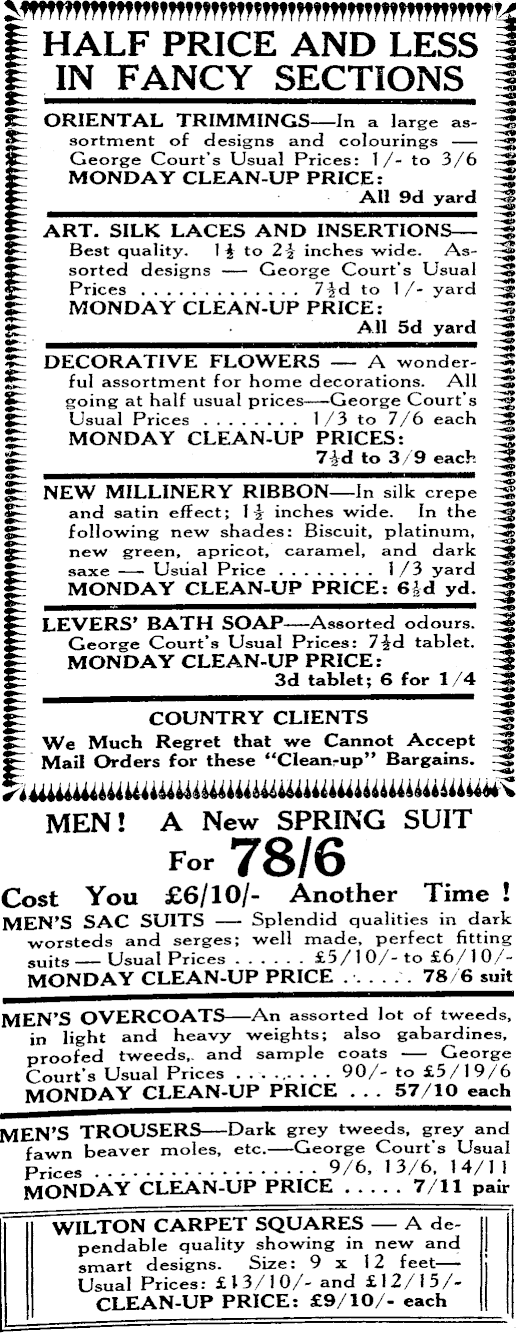 HALF PRICE AND LESS
IN FANCY SECTIONS
ORIENTAL TRIMMINGS—In a large as-
sortment of designs and colourings —
George Court's Usual Prices: 1/- to 3/6
MONDAY CLEAN-UP PRICE:
All 9d yard
ART. SILK LACES AND INSERTIONS—
Best quality. 1½ to 2½ inches wide. As-
sorted designs — George Court's Usual
Prices . . . . . . . . . . . . . 7½d to 1/- yard
MONDAY CLEAN-UP PRICE:
All 5d yard
DECORATIVE FLOWERS — A wonder-
ful assortment for home decorations. All
going at half usual prices—George Court's
Usual Prices . . . . . . . . 1/3 to 7/6 each
MONDAY CLEAN-UP PRICES:
7½d to 3/9 each
NEW MILLINERY RIBBON—In silk crepe
and satin effect; 1½ inches wide. In the
following new shades: Biscuit, platinum,
new green, apricot, caramel, and dark
saxe — Usual Price . . . . . . . . 1/3 yard
MONDAY CLEAN-UP PRICE: 6½d yd.
LEVERS' BATH SOAP—Assorted odours.
George Court's Usual Prices: 7½d tablet.
MONDAY CLEAN-UP PRICE:
3d tablet; 6 for 1/4
COUNTRY CLIENTS
We Much Regret that we Cannot Accept
Mail Orders for these "Clean-up" Bargains.
MEN! A New SPRING SUIT
For 78/6
Cost You £6/10/- Another Time!
MEN'S SAC SUITS — Splendid qualities in dark
worsteds and serges; well made, perfect fitting
suits — Usual Prices . . . . . . £5/10/- to £6/10/-
MONDAY CLEAN-UP PRICE . . . . . . 78/6 suit
MEN'S OVERCOATS—An assorted lot of tweeds,
in light and heavy weights; also gabardines,
proofed tweeds, and sample coats — George
Court's Usual Prices . . . . . . . . 90/- to £5/19/6
MONDAY CLEAN-UP PRICE . . . 57/10 each
MEN'S TROUSERS—Dark grey tweeds, grey and
fawn beaver moles, etc.—George Court's Usual
Prices . . . . . . . . . . . . . . . . . . 9/6, 13/6, 14/11
MONDAY CLEAN-UP PRICE . . . . . 7/11 pair
WILTON CARPET SQUARES — A de-
pendable quality showing in new and
smart designs. Size: 9 x 12 feet—
Usual Prices: £13/10/- and £12/15/-
CLEAN-UP PRICE: £9/10/- each